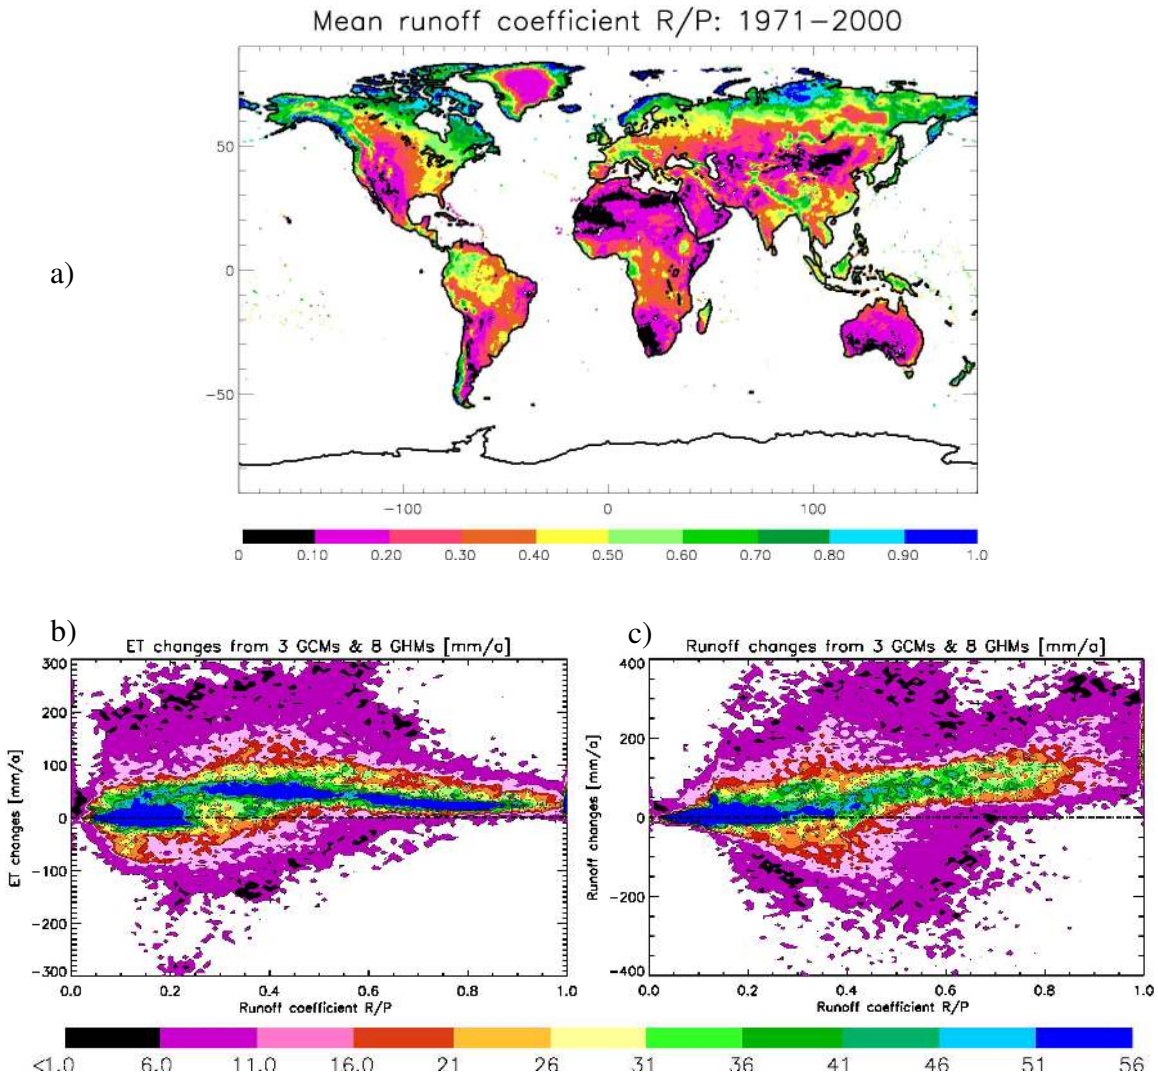 Mean runoff coefficient R/P: 1971-2000
a)
50
0
-50
-100 0 100
0 0.10 0.20 0.30 0.40 0.50 0.60 0.70 0.80 0.90 1.0
b)
ET changes from 3 GCMs & 8 GHMs [mm/a]
300
200
100
0
-100
-200
-300
ET changes [mm/a]
0.0 0.2 0.4 0.6 0.8 1.0
Runoff coefficient R/P
c)
Runoff changes from 3 GCMs & 8 GHMs [mm/a]
400
200
0
-200
-400
Runoff changes [mm/a]
0.0 0.2 0.4 0.6 0.8 1.0
Runoff coefficient R/P
<1.0 6.0 11.0 16.0 21 26 31 36 41 46 51 56